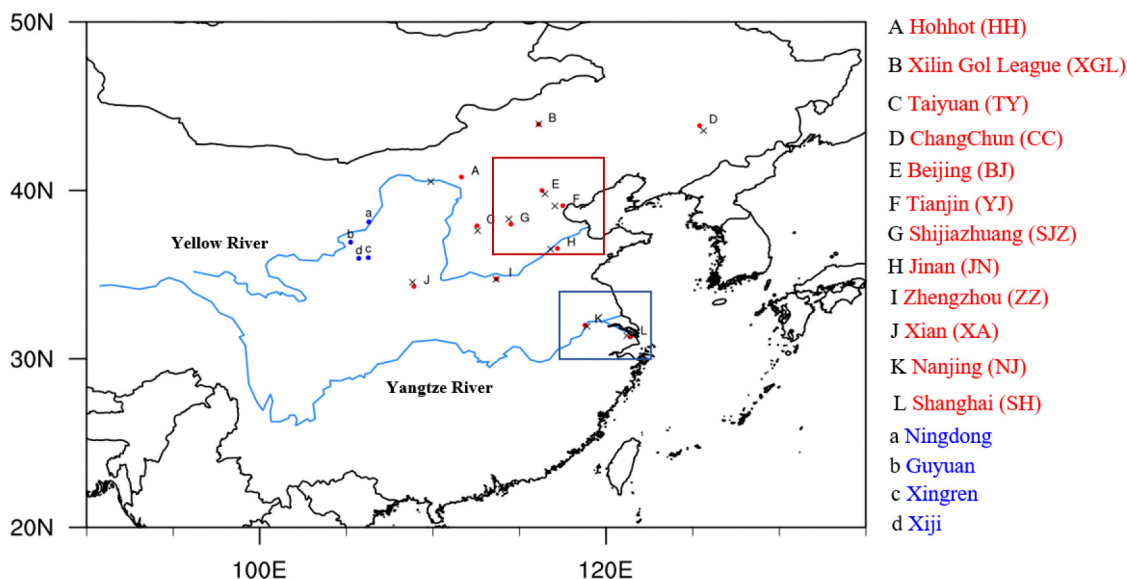 50N
40N
30N
20N
100E
120E
A
B
C
D
E
F
G
H
I
J
K
L
a
b
d c
Yellow River
Yangtze River
A Hohhot (HH)
B Xilin Gol League (XGL)
C Taiyuan (TY)
D ChangChun (CC)
E Beijing (BJ)
F Tianjin (YJ)
G Shijiazhuang (SJZ)
H Jinan (JN)
I Zhengzhou (ZZ)
J Xian (XA)
K Nanjing (NJ)
L Shanghai (SH)
a Ningdong
b Guyuan
c Xingren
d Xiji